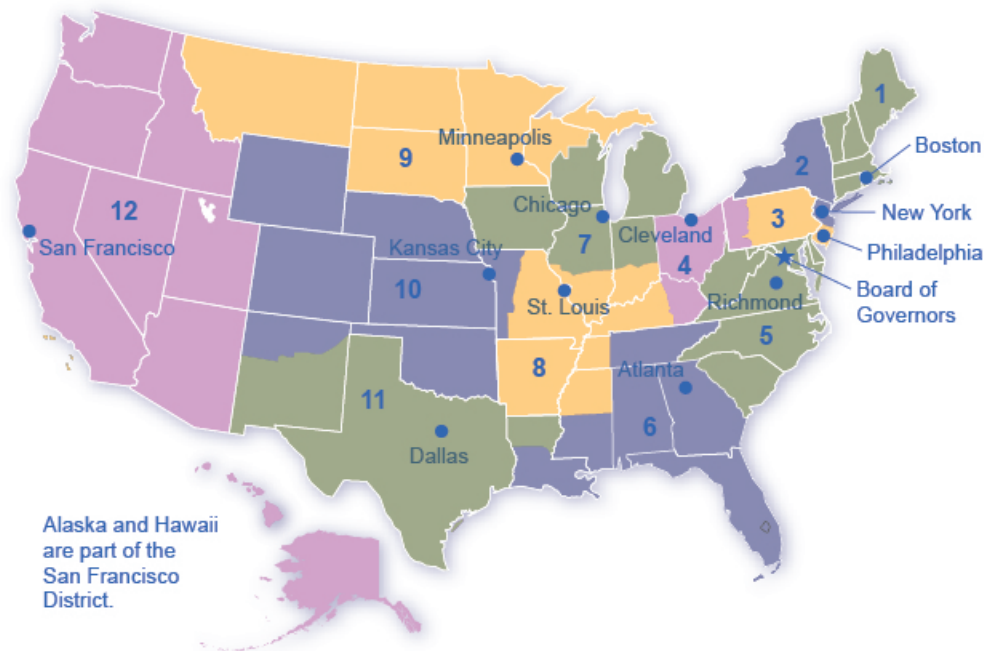 1
Boston
2
New York
Philadelphia
Board of
Governors
3
Minneapolis
9
Chicago
7
Cleveland
4
12
San Francisco
Kansas City
10
St. Louis
Richmond
5
8
Atlanta
6
11
Dallas
Alaska and Hawaii
are part of the
San Francisco
District.